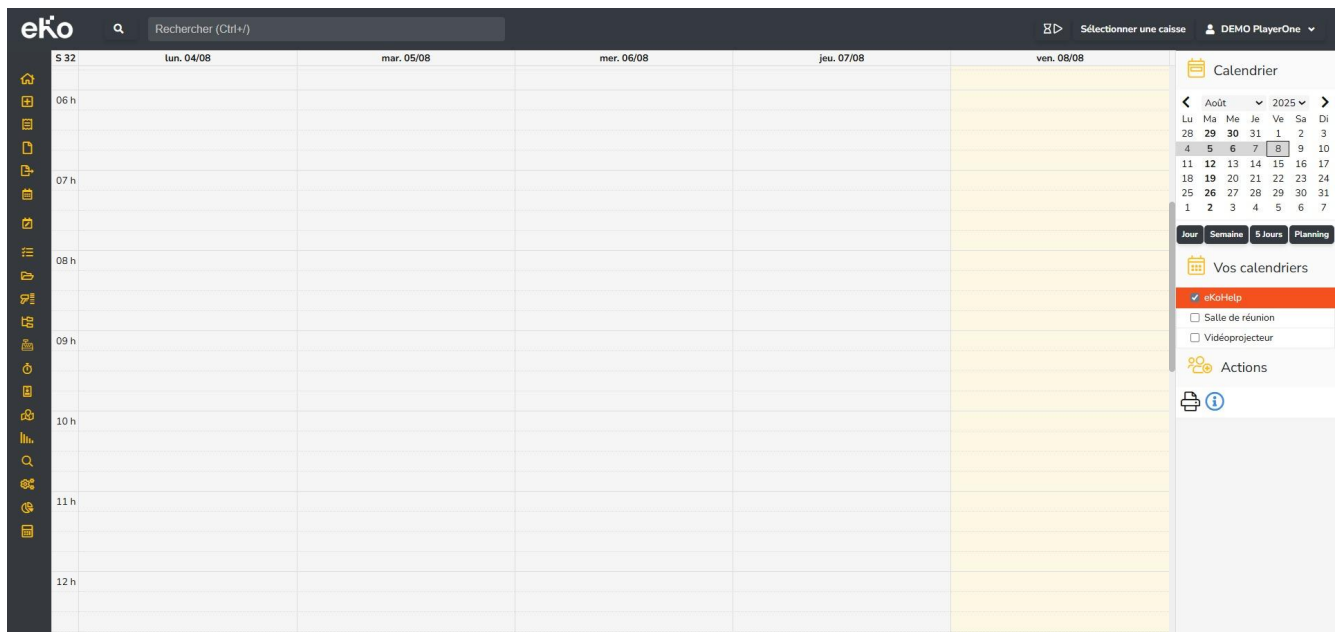 eko
Rechercher (Ctrl+/)
Sélectionner une caisse
DEMO PlayerOne
S 32 lun. 04/08 mar. 05/08 mer. 06/08 jeu. 07/08 ven. 08/08
06 h
07 h
08 h
09 h
10 h
11 h
12 h
Calendrier
Août 2025
Lu Ma Me Je Ve Sa Di
28 29 30 31 1 2 3
4 5 6 7 8 9 10
11 12 13 14 15 16 17
18 19 20 21 22 23 24
25 26 27 28 29 30 31
1 2 3 4 5 6 7
Jour Semaine 5 Jours Planning
Vos calendriers
eKoHelp
Salle de réunion
Vidéoprojecteur
Actions